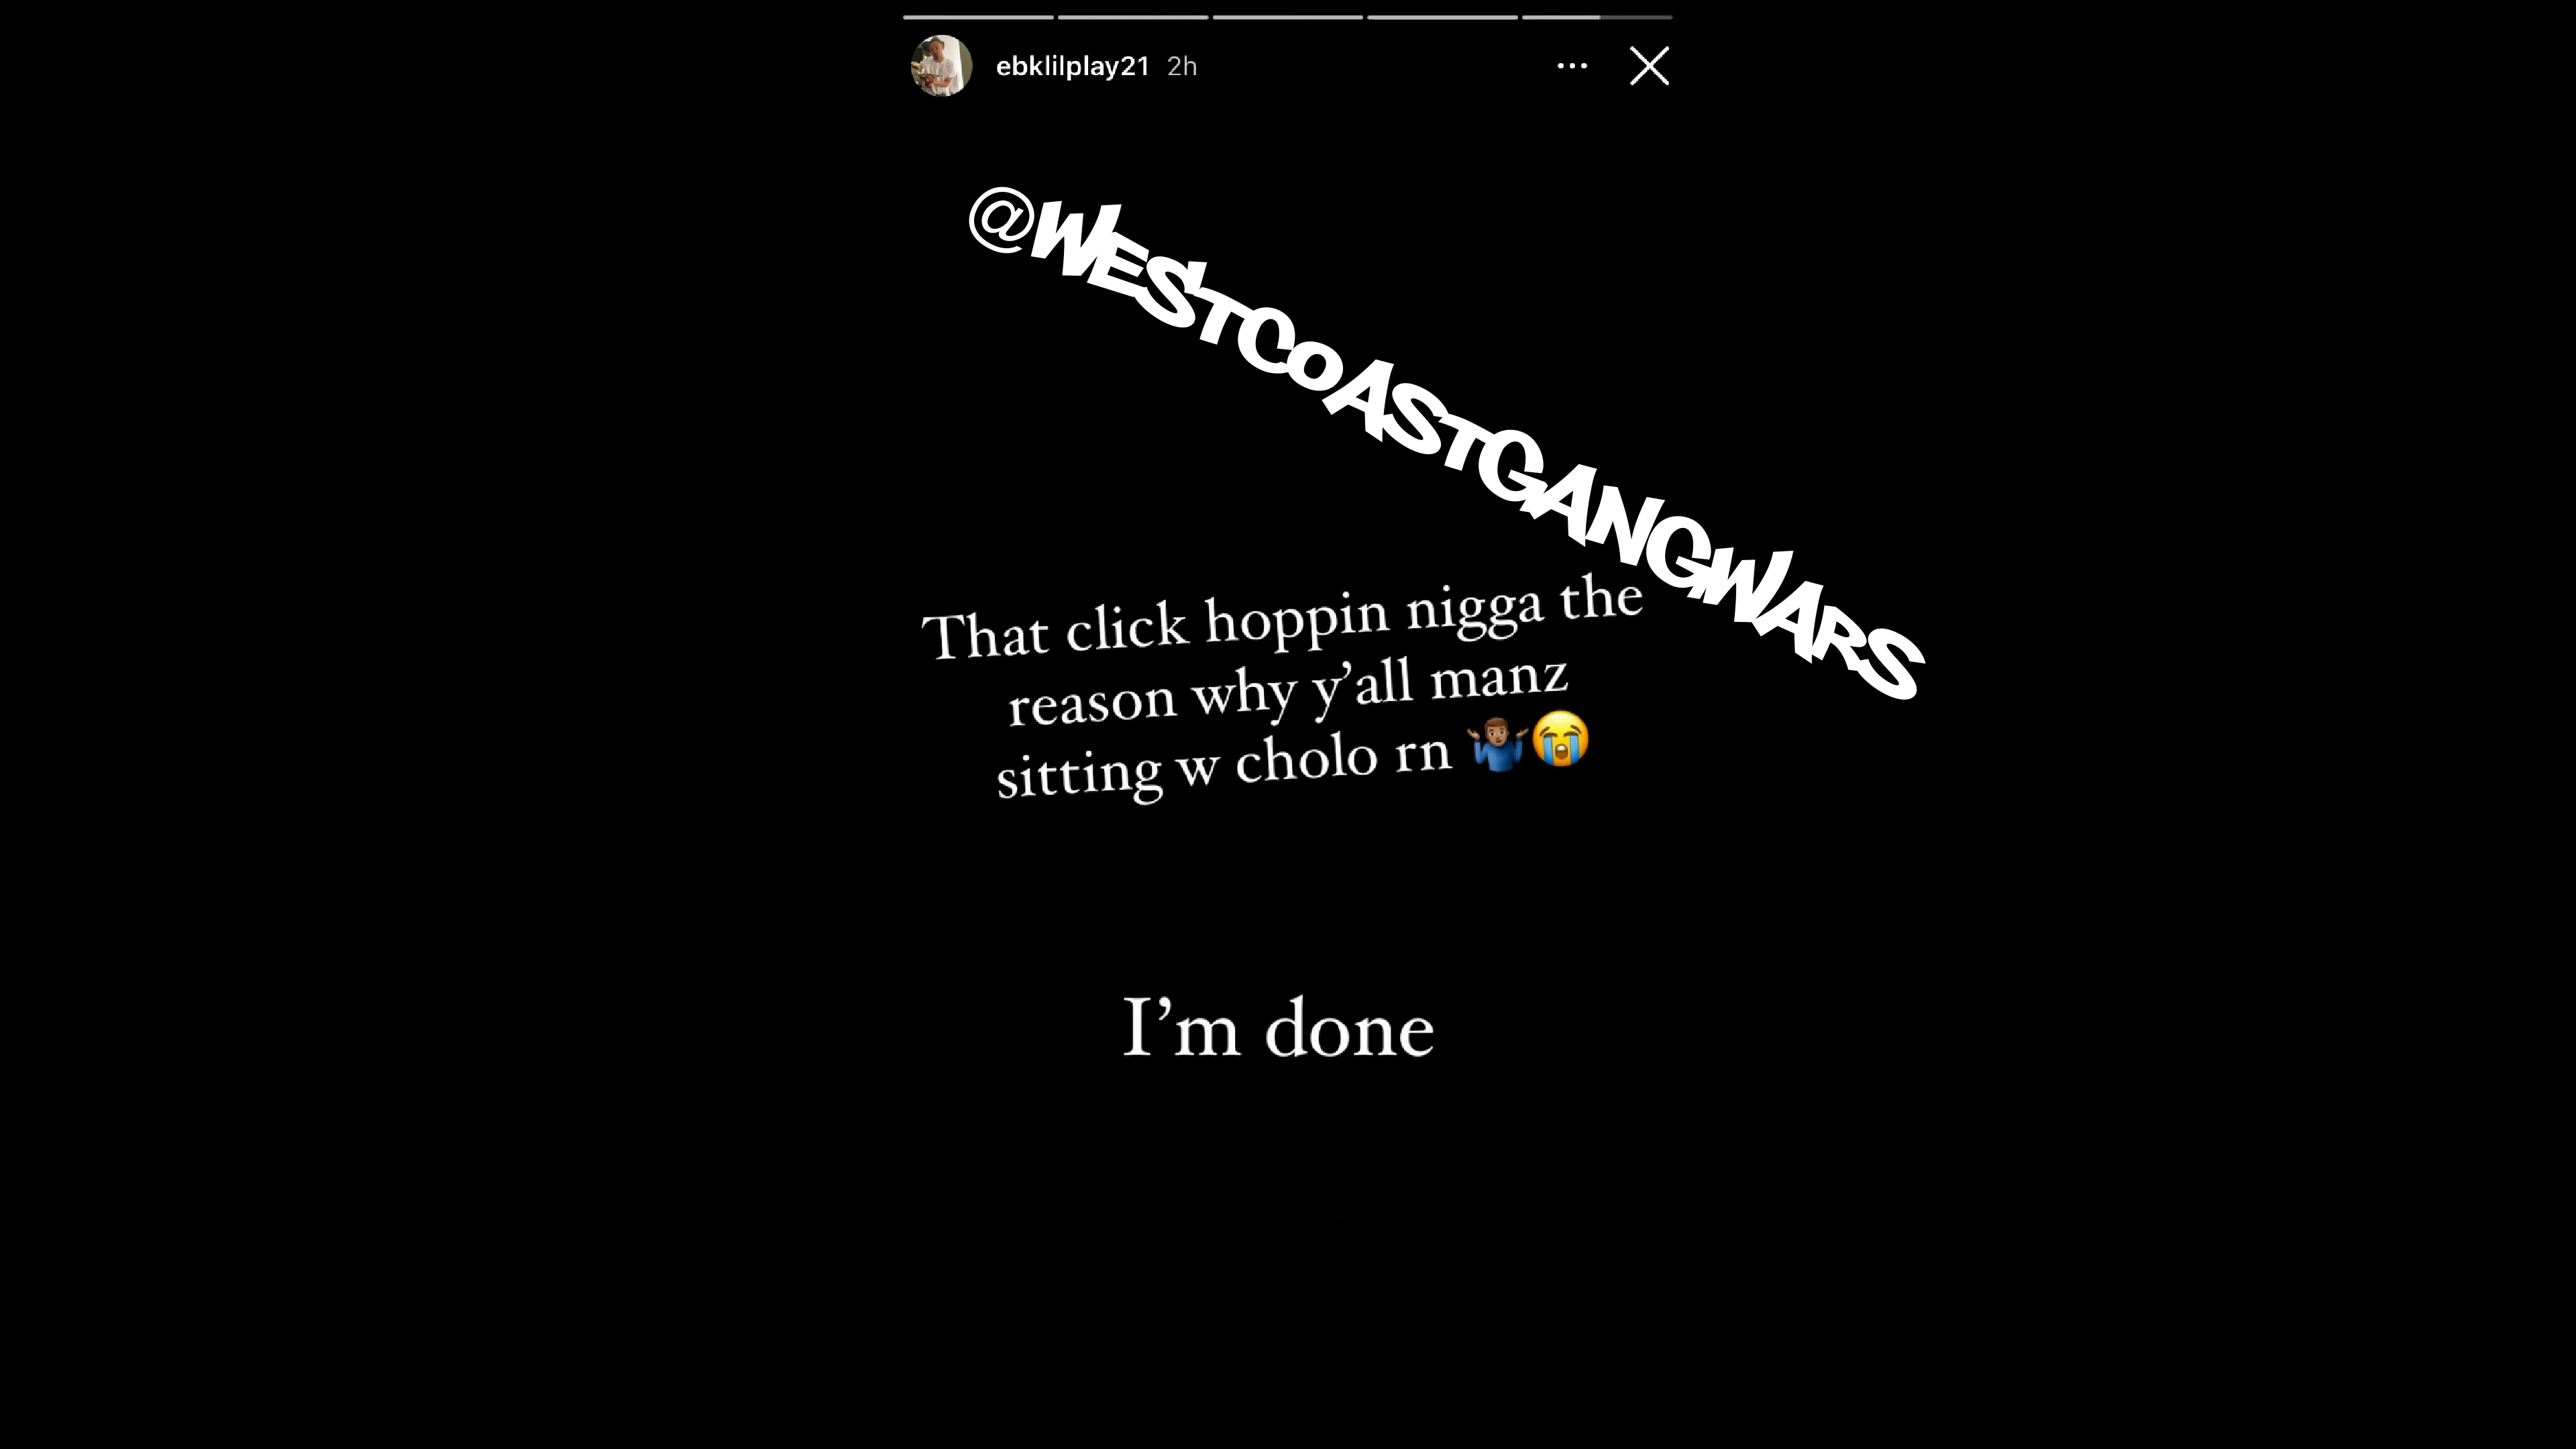 ebklilplay21 2h
@WESTCOASTGANGWARS
That click hoppin nigga the
reason why y'all manz
sitting w cholo rn 🤷🏽‍♂️😭
I'm done